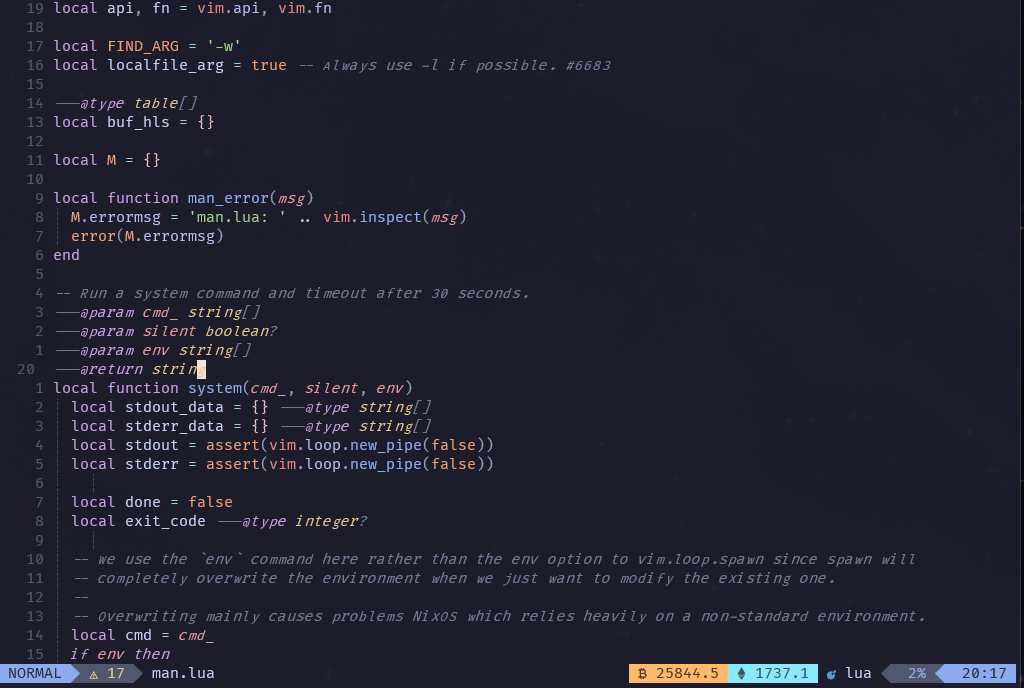 19 local api, fn = vim.api, vim.fn
18
17 local FIND_ARG = '-w'
16 local localfile_arg = true -- Always use -l if possible. #6683
15
14 ---@type table[]
13 local buf_hls = {}
12
11 local M = {}
10
9 local function man_error(msg)
8 M.errormsg = 'man.lua: ' .. vim.inspect(msg)
7 error(M.errormsg)
6 end
5
4 -- Run a system command and timeout after 30 seconds.
3 ---@param cmd_ string[]
2 ---@param silent boolean?
1 ---@param env string[]
20 ---@return string
1 local function system(cmd_, silent, env)
2 local stdout_data = {} ---@type string[]
3 local stderr_data = {} ---@type string[]
4 local stdout = assert(vim.loop.new_pipe(false))
5 local stderr = assert(vim.loop.new_pipe(false))
6
7 local done = false
8 local exit_code ---@type integer?
9
10 -- we use the `env` command here rather than the env option to vim.loop.spawn since spawn will
11 -- completely overwrite the environment when we just want to modify the existing one.
12 --
13 -- Overwriting mainly causes problems NixOS which relies heavily on a non-standard environment.
14 local cmd = cmd_
15 if env then
NORMAL ⚠ 17 man.lua ₿ 25844.5 ♦ 1737.1 lua 2% 20:17